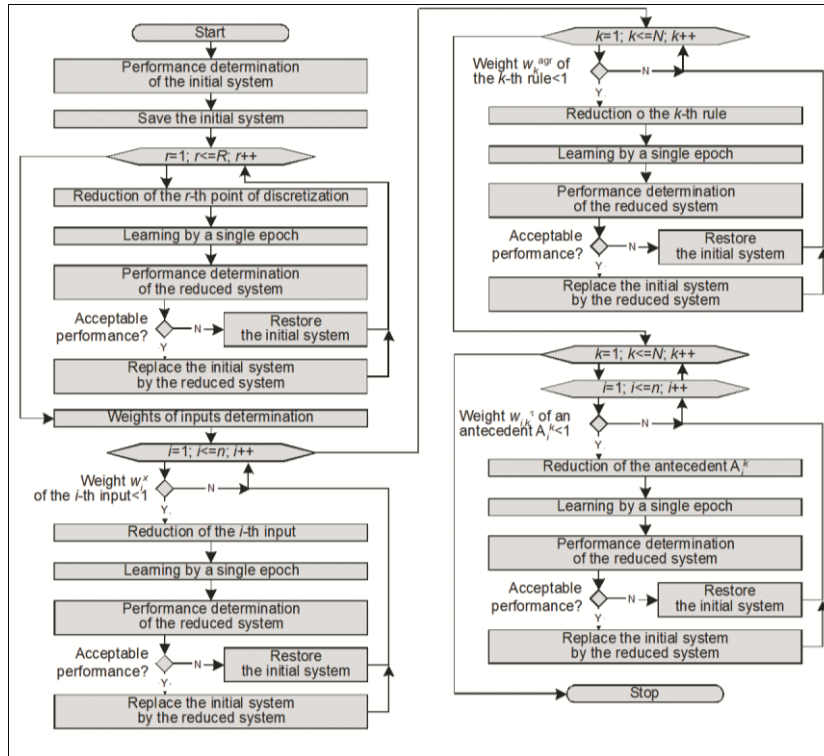 Start
Performance determination
of the initial system
Save the initial system
r=1; r<=R; r++
Reduction of the r-th point of discretization
Learning by a single epoch
Performance determination
of the reduced system
Acceptable
performance?
N
Restore
the initial system
Y
Replace the initial system
by the reduced system
Weights of inputs determination
i=1; i<=n; i++
Weight wᵢˣ
of the i-th input<1
N
Y
Reduction of the i-th input
Learning by a single epoch
Performance determination
of the reduced system
Acceptable
performance?
N
Restore
the initial system
Y
Replace the initial system
by the reduced system
k=1; k<=N; k++
Weight wₖᵃᵍʳ of
the k-th rule<1
N
Y
Reduction o the k-th rule
Learning by a single epoch
Performance determination
of the reduced system
Acceptable
performance?
N
Restore
the initial system
Y
Replace the initial system
by the reduced system
k=1; k<=N; k++
i=1; i<=n; i++
Weight wᵢ,ₖ^τ of an
antecedent Aᵢᵏ<1
N
Y
Reduction of the antecedent Aᵢᵏ
Learning by a single epoch
Performance determination
of the reduced system
Acceptable
performance?
N
Restore
the initial system
Y
Replace the initial system
by the reduced system
Stop